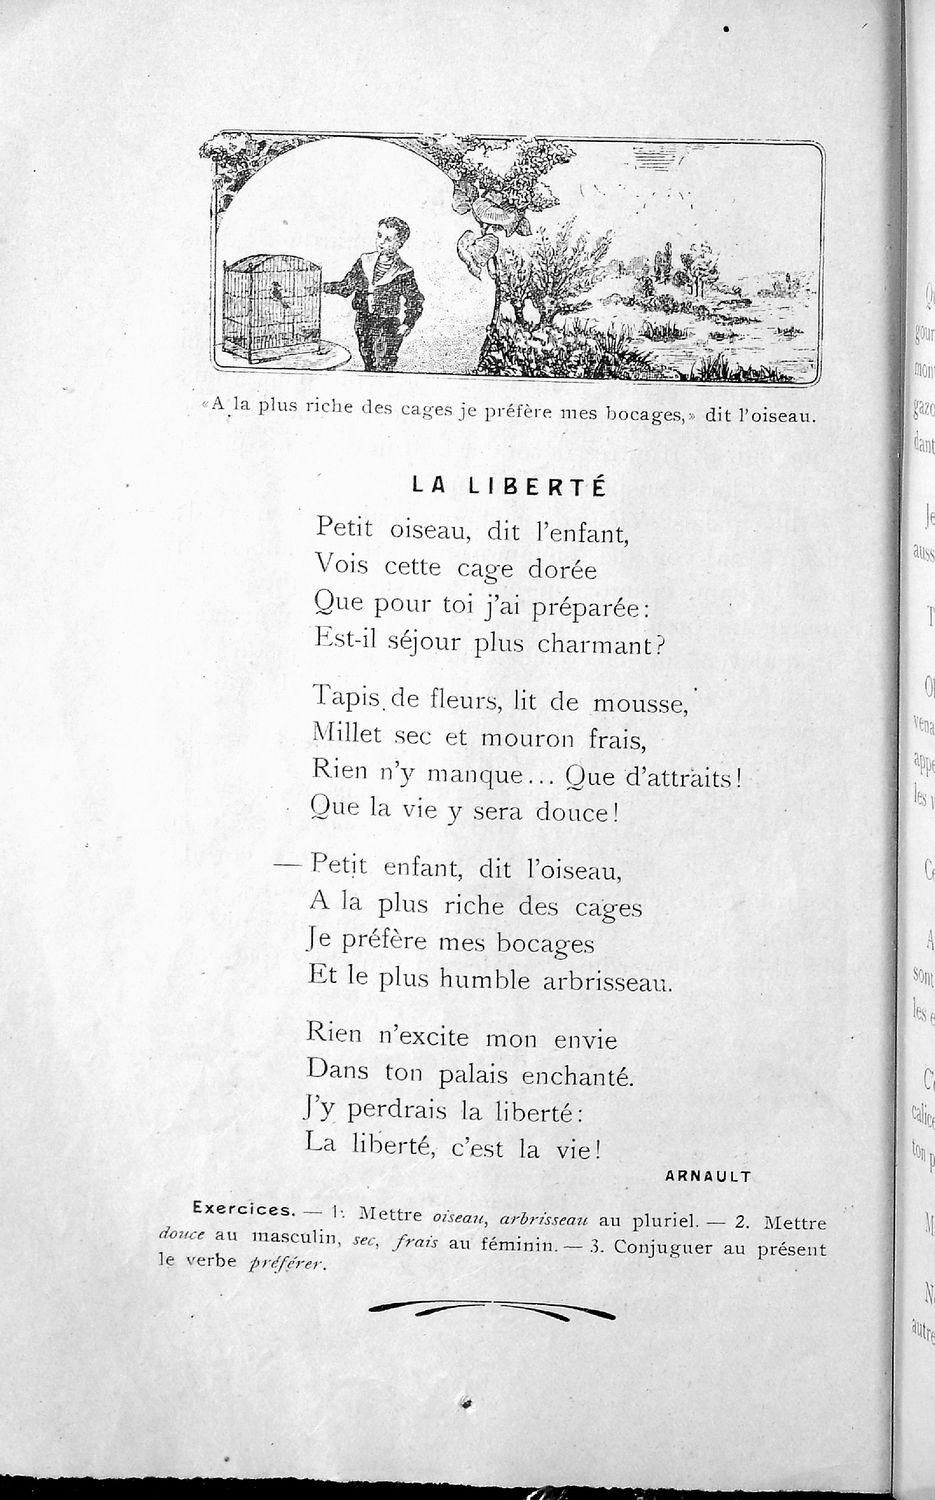 «A la plus riche des cages je préfère mes bocages,» dit l'oiseau.
LA LIBERTÉ
Petit oiseau, dit l'enfant,
Vois cette cage dorée
Que pour toi j'ai préparée:
Est-il séjour plus charmant?
Tapis de fleurs, lit de mousse,
Millet sec et mouron frais,
Rien n'y manque... Que d'attraits!
Que la vie y sera douce!
— Petit enfant, dit l'oiseau,
A la plus riche des cages
Je préfère mes bocages
Et le plus humble arbrisseau.
Rien n'excite mon envie
Dans ton palais enchanté.
J'y perdrais la liberté:
La liberté, c'est la vie!
ARNAULT
Exercices. — 1. Mettre oiseau, arbrisseau au pluriel. — 2. Mettre
douce au masculin, sec, frais au féminin. — 3. Conjuguer au présent
le verbe préférer.